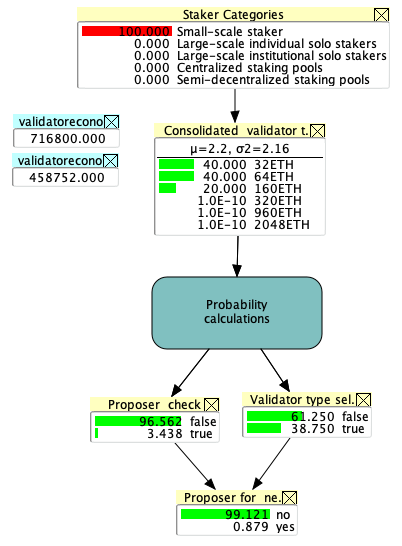 Staker Categories
100.000 Small-scale staker
0.000 Large-scale individual solo stakers
0.000 Large-scale institutional solo stakers
0.000 Centralized staking pools
0.000 Semi-decentralized staking pools
validatorecono
716800.000
validatorecono
458752.000
Consolidated validator t.
μ=2.2, σ2=2.16
40.000 32ETH
40.000 64ETH
20.000 160ETH
1.0E-10 320ETH
1.0E-10 960ETH
1.0E-10 2048ETH
Probability
calculations
Proposer check
96.562 false
3.438 true
Validator type sel.
61.250 false
38.750 true
Proposer for ne.
99.121 no
0.879 yes